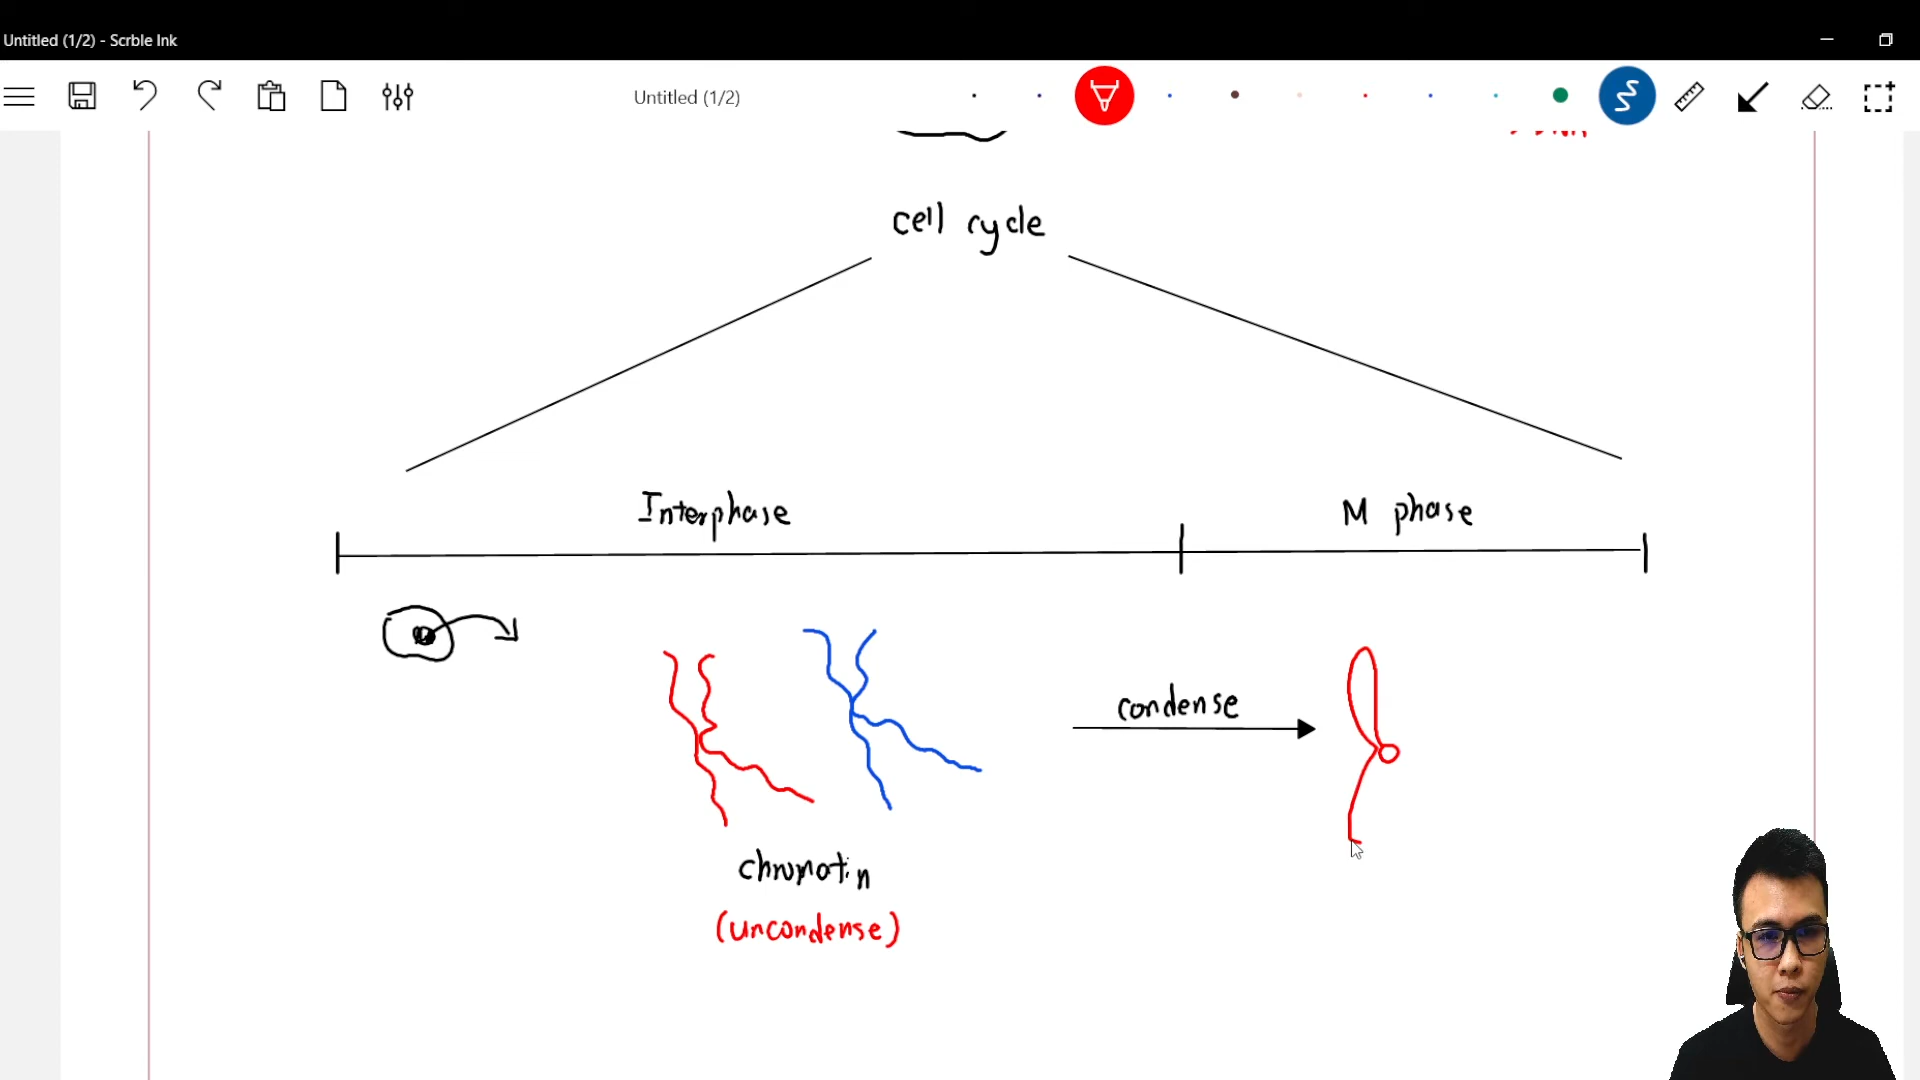 Untitled (1/2) - Scrble Ink
Untitled (1/2)
cell cycle
Interphase
M phase
condense
chromatin
(uncondense)